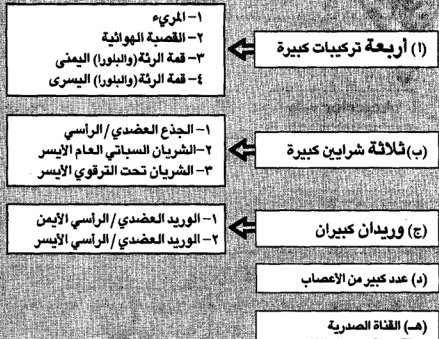 (ا) أربعة تركيبات كبيرة
١- المريء
٢- القصبة الهوائية
٣- قمة الرئة (والبلورا) اليمنى
٤- قمة الرئة (والبلورا) اليسرى
(ب) ثلاثة شرايين كبيرة
١- الجذع العضدي / الرأسي
٢- الشريان السباتي العام الأيسر
٣- الشريان تحت الترقوي الأيسر
(ج) وريدان كبيران
١- الوريد العضدي / الرأسي الأيمن
٢- الوريد العضدي / الرأسي الأيسر
(د) عدد كبير من الأعصاب
(هـ) القناة الصدرية